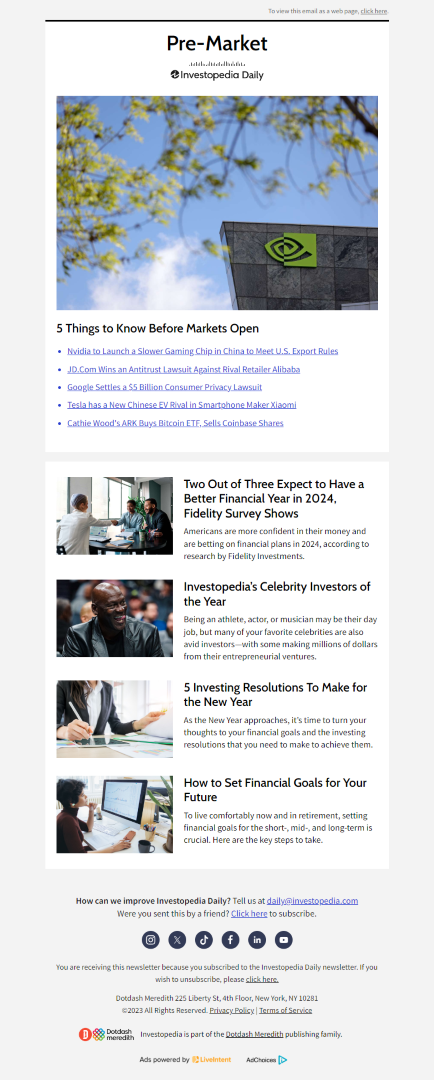 To view this email as a web page, click here.
Pre-Market
Investopedia Daily
5 Things to Know Before Markets Open
• Nvidia to Launch a Slower Gaming Chip in China to Meet U.S. Export Rules
• JD.Com Wins an Antitrust Lawsuit Against Rival Retailer Alibaba
• Google Settles a $5 Billion Consumer Privacy Lawsuit
• Tesla has a New Chinese EV Rival in Smartphone Maker Xiaomi
• Cathie Wood's ARK Buys Bitcoin ETF, Sells Coinbase Shares
Two Out of Three Expect to Have a
Better Financial Year in 2024,
Fidelity Survey Shows
Americans are more confident in their money and
are betting on financial plans in 2024, according to
research by Fidelity Investments.
Investopedia's Celebrity Investors of
the Year
Being an athlete, actor, or musician may be their day
job, but many of your favorite celebrities are also
avid investors—with some making millions of dollars
from their entrepreneurial ventures.
5 Investing Resolutions To Make for
the New Year
As the New Year approaches, it's time to turn your
thoughts to your financial goals and the investing
resolutions that you need to make to achieve them.
How to Set Financial Goals for Your
Future
To live comfortably now and in retirement, setting
financial goals for the short-, mid-, and long-term is
crucial. Here are the key steps to take.
How can we improve Investopedia Daily? Tell us at daily@investopedia.com
Were you sent this by a friend? Click here to subscribe.
You are receiving this newsletter because you subscribed to the Investopedia Daily newsletter. If you
wish to unsubscribe, please click here.
Dotdash Meredith 225 Liberty St, 4th Floor, New York, NY 10281
©2023 All Rights Reserved. Privacy Policy | Terms of Service
Dotdash
meredith
Investopedia is part of the Dotdash Meredith publishing family.
Ads powered by LiveIntent AdChoices